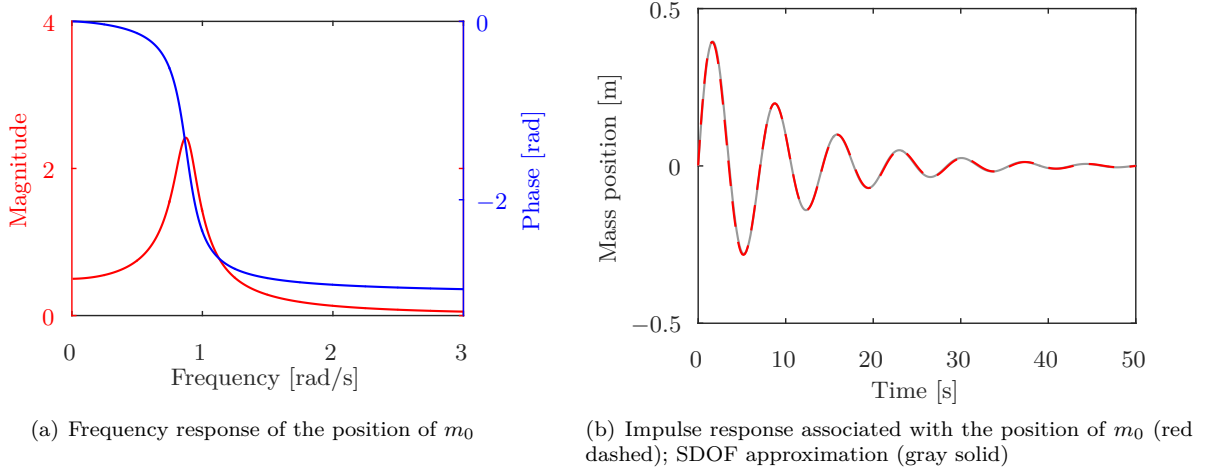 4
2
0
Magnitude
0
−2
Phase [rad]
0
1
2
3
Frequency [rad/s]
(a) Frequency response of the position of m₀
0.5
0
−0.5
Mass position [m]
0
10
20
30
40
50
Time [s]
(b) Impulse response associated with the position of m₀ (red
dashed); SDOF approximation (gray solid)